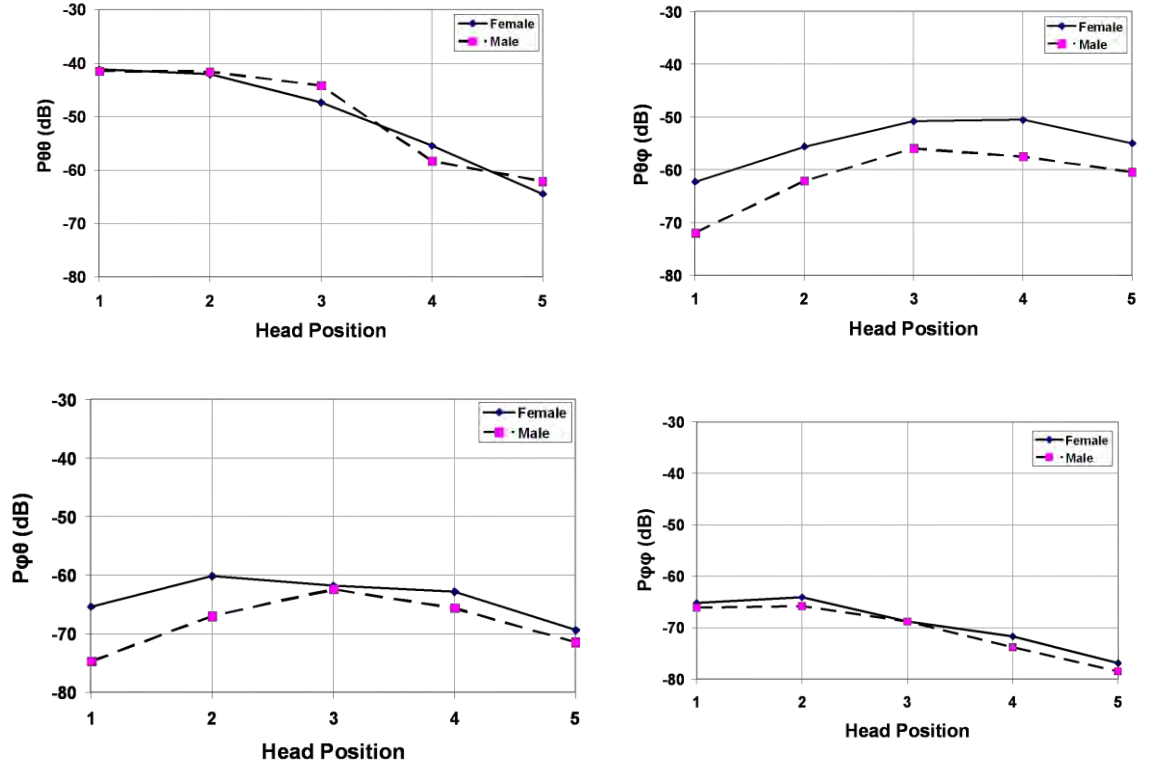 -30
-40
-50
-60
-70
-80
Pθθ (dB)
1 2 3 4 5
Head Position
Female
Male
-30
-40
-50
-60
-70
-80
Pθφ (dB)
1 2 3 4 5
Head Position
Female
Male
-30
-40
-50
-60
-70
-80
Pφθ (dB)
1 2 3 4 5
Head Position
Female
Male
-30
-40
-50
-60
-70
-80
Pφφ (dB)
1 2 3 4 5
Head Position
Female
Male